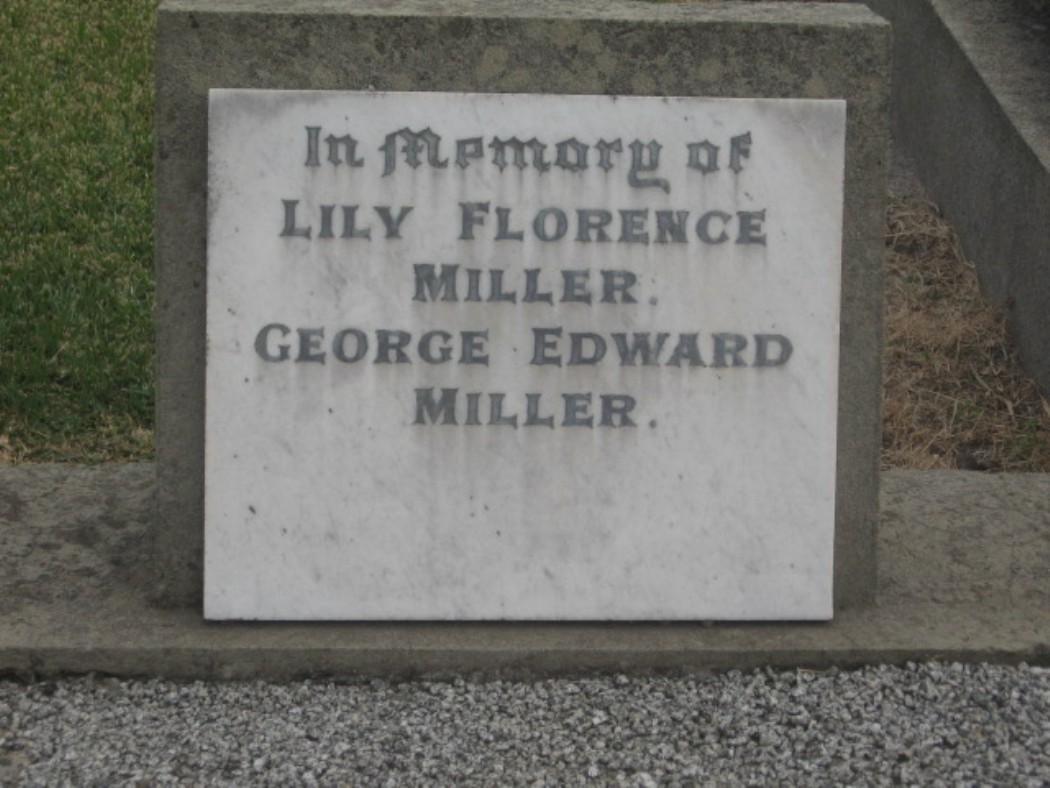 In Memory of
LILY FLORENCE
MILLER.
GEORGE EDWARD
MILLER.